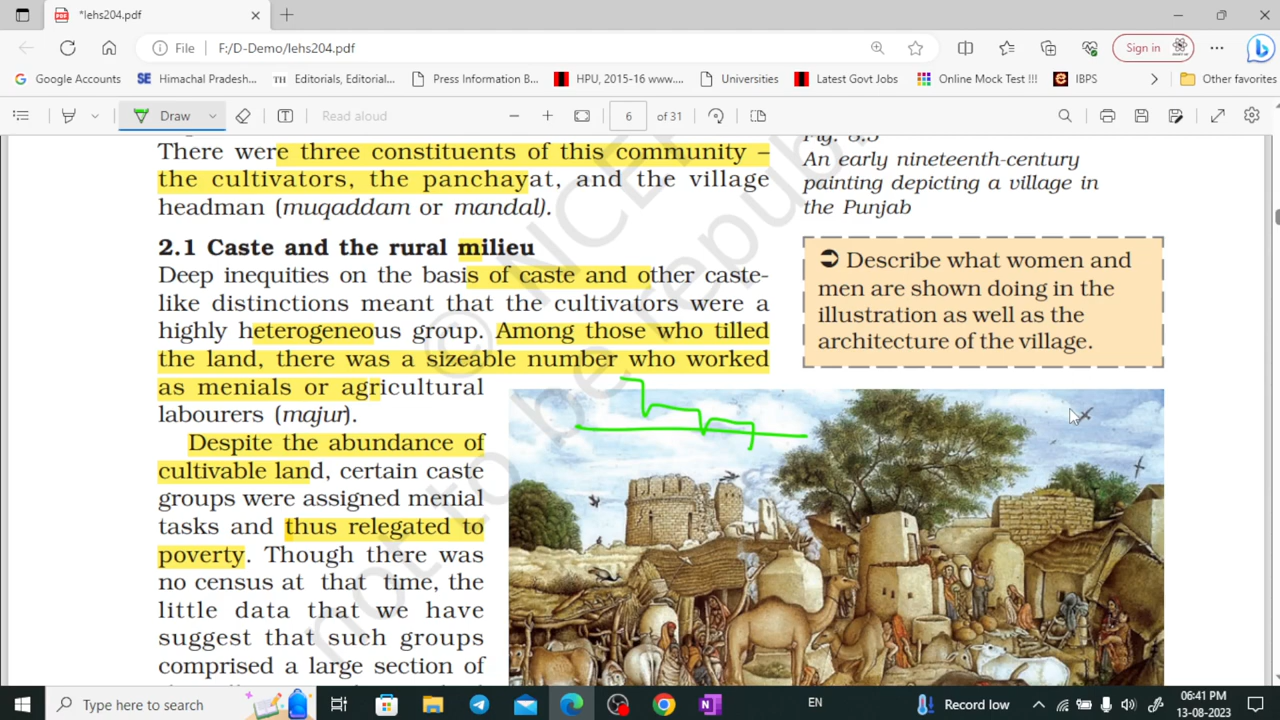 *lehs204.pdf
File F:/D-Demo/lehs204.pdf
Sign in
Google Accounts Himachal Pradesh... Editorials, Editorial... Press Information B... HPU, 2015-16 www.... Universities Latest Govt Jobs Online Mock Test !!! IBPS Other favorites
Draw Read aloud 6 of 31
There were three constituents of this community –
the cultivators, the panchayat, and the village
headman (muqaddam or mandal).
2.1 Caste and the rural milieu
Deep inequities on the basis of caste and other caste-
like distinctions meant that the cultivators were a
highly heterogeneous group. Among those who tilled
the land, there was a sizeable number who worked
as menials or agricultural
labourers (majur).
Despite the abundance of
cultivable land, certain caste
groups were assigned menial
tasks and thus relegated to
poverty. Though there was
no census at that time, the
little data that we have
suggest that such groups
comprised a large section of
An early nineteenth-century
painting depicting a village in
the Punjab
Describe what women and
men are shown doing in the
illustration as well as the
architecture of the village.
© NCERT
not to be republ
Type here to search
EN
Record low
06:41 PM
13-08-2023